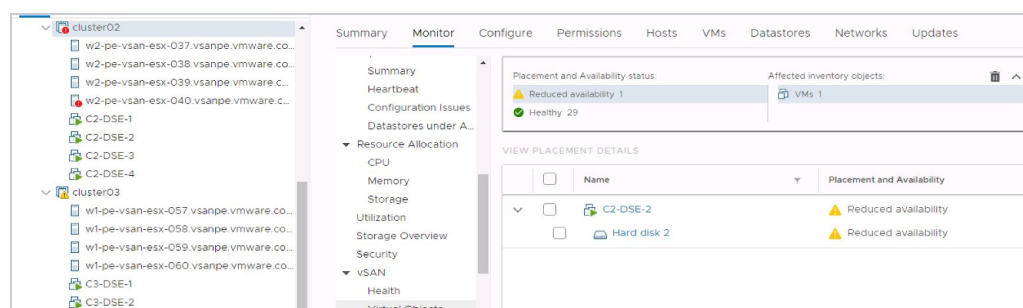 cluster02
w2-pe-vsan-esx-037.vsanpe.vmware.co...
w2-pe-vsan-esx-038.vsanpe.vmware.co...
w2-pe-vsan-esx-039.vsanpe.vmware.c...
w2-pe-vsan-esx-040.vsanpe.vmware.c...
C2-DSE-1
C2-DSE-2
C2-DSE-3
C2-DSE-4
cluster03
w1-pe-vsan-esx-057.vsanpe.vmware.co...
w1-pe-vsan-esx-058.vsanpe.vmware.co...
w1-pe-vsan-esx-059.vsanpe.vmware.co...
w1-pe-vsan-esx-060.vsanpe.vmware.co...
C3-DSE-1
C3-DSE-2
Summary Monitor Configure Permissions Hosts VMs Datastores Networks Updates
Summary
Heartbeat
Configuration Issues
Datastores under A...
Resource Allocation
CPU
Memory
Storage
Utilization
Storage Overview
Security
vSAN
Health
Virtual Objects
Placement and Availability status: Affected inventory objects:
Reduced availability 1 VMs 1
Healthy 29
VIEW PLACEMENT DETAILS
Name Placement and Availability
C2-DSE-2 Reduced availability
Hard disk 2 Reduced availability